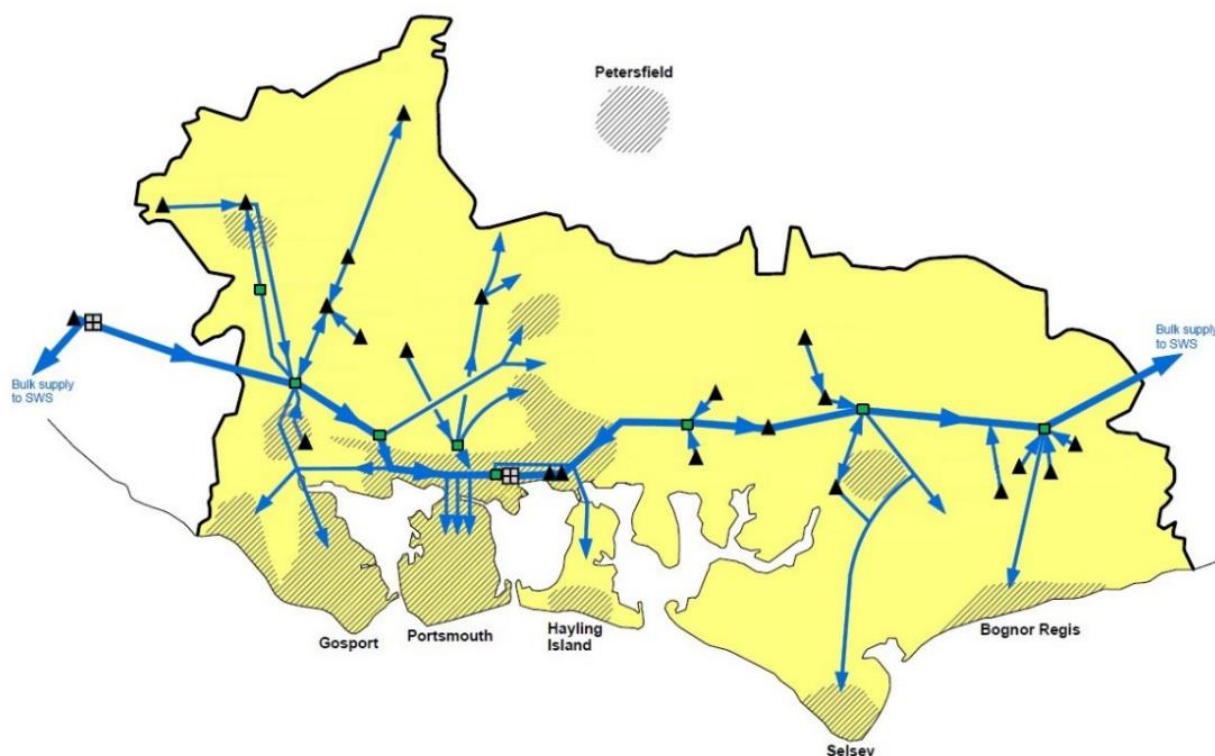 Petersfield
Bulk supply
to SWS
Bulk supply
to SWS
Gosport
Portsmouth
Hayling
Island
Bognor Regis
Selsey